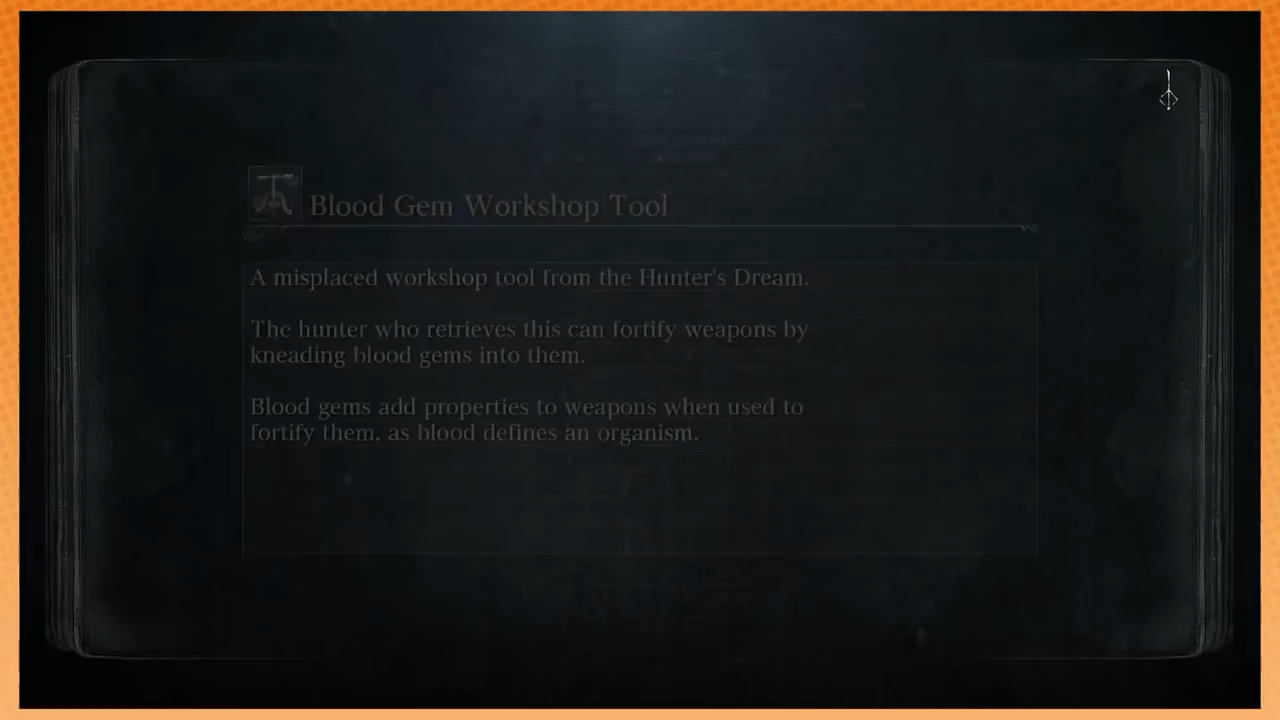 Blood Gem Workshop Tool
A misplaced workshop tool from the Hunter's Dream.
The hunter who retrieves this can fortify weapons by
kneading blood gems into them.
Blood gems add properties to weapons when used to
fortify them, as blood defines an organism.